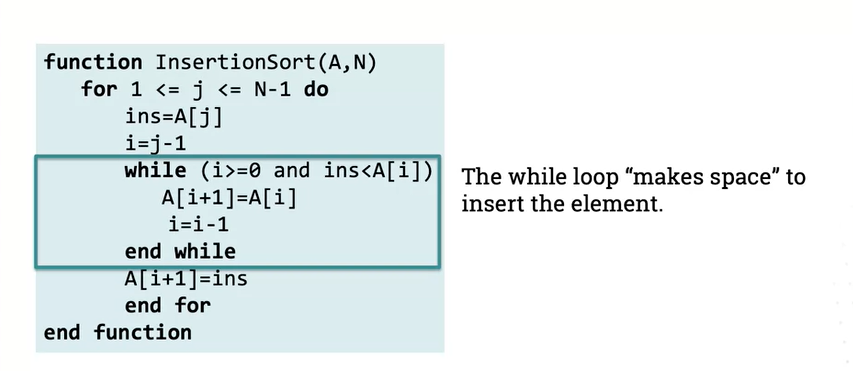 function InsertionSort(A,N)
for 1 <= j <= N-1 do
ins=A[j]
i=j-1
while (i>=0 and ins<A[i])
A[i+1]=A[i]
i=i-1
end while
A[i+1]=ins
end for
end function
The while loop “makes space” to
insert the element.